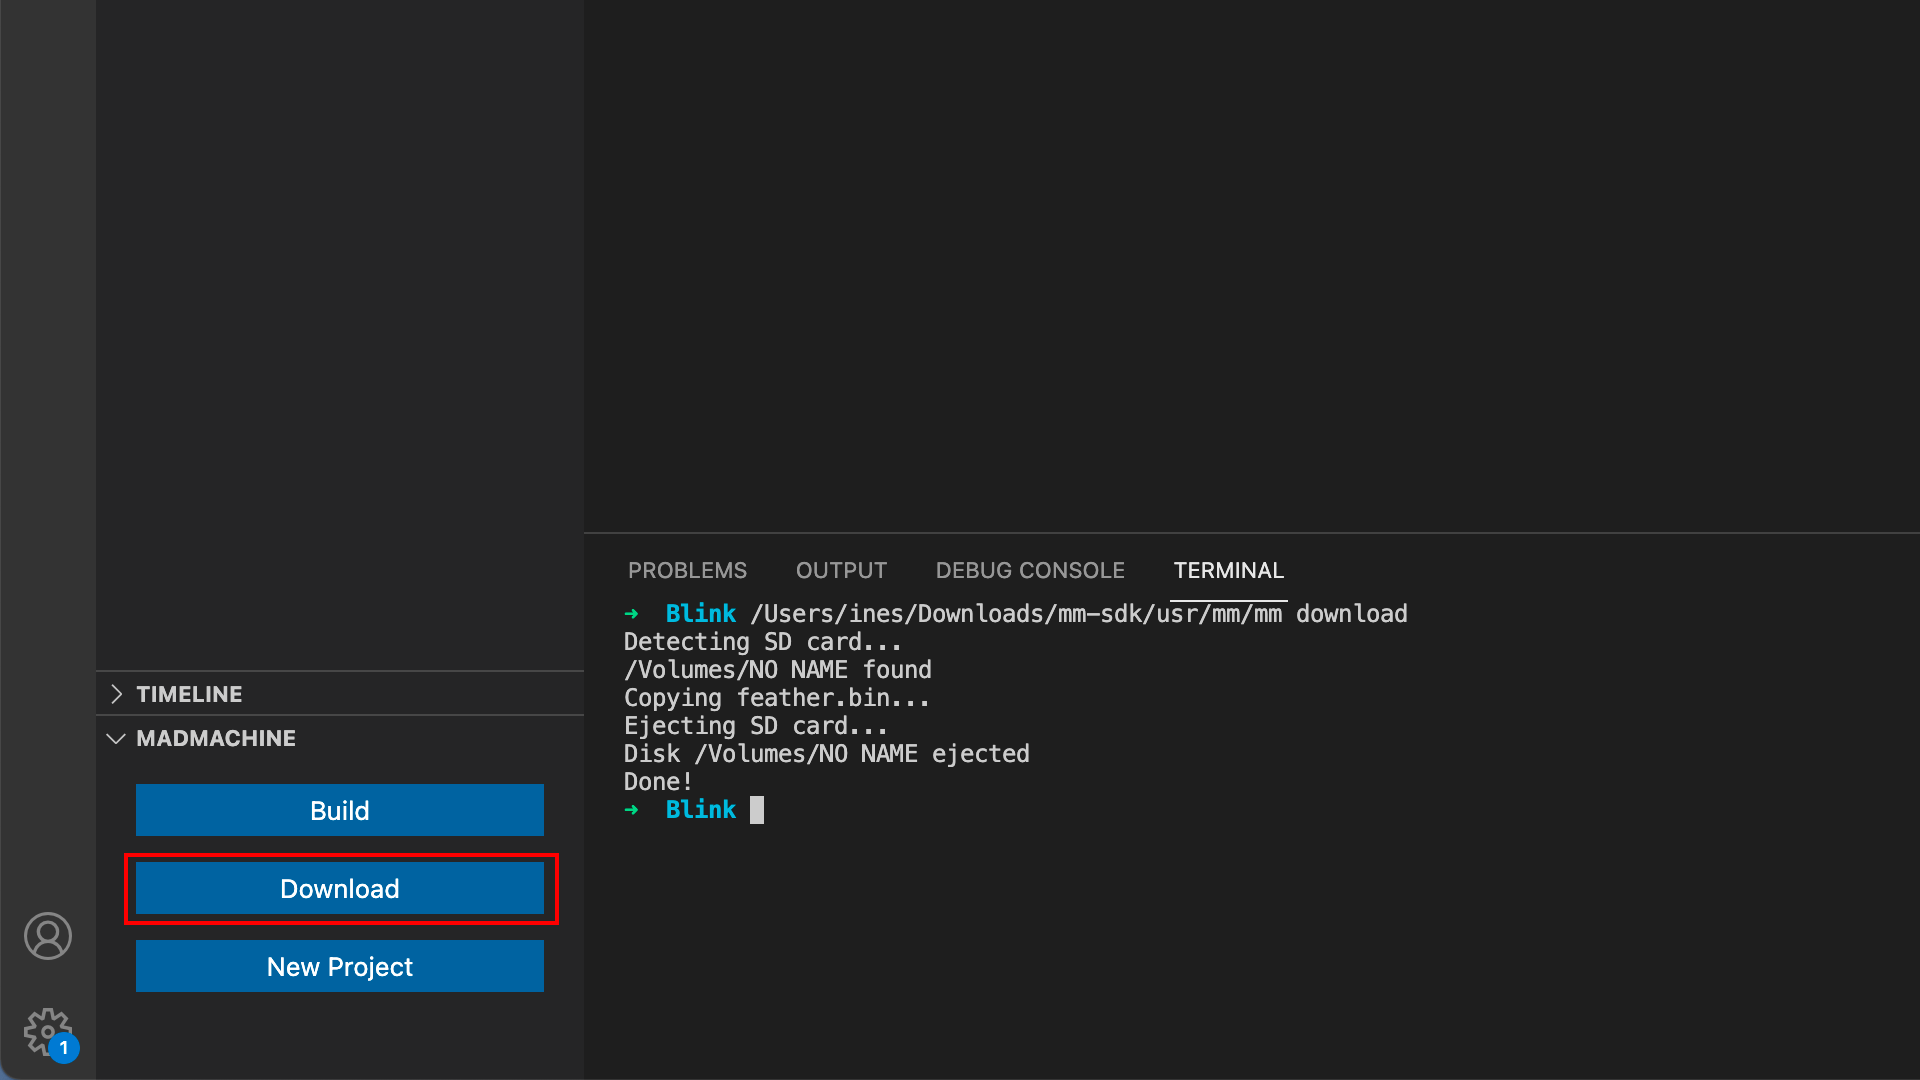 TIMELINE
MADMACHINE
Build
Download
New Project
1
PROBLEMS OUTPUT DEBUG CONSOLE TERMINAL
➜ Blink /Users/ines/Downloads/mm-sdk/usr/mm/mm download
Detecting SD card...
/Volumes/NO NAME found
Copying feather.bin...
Ejecting SD card...
Disk /Volumes/NO NAME ejected
Done!
➜ Blink